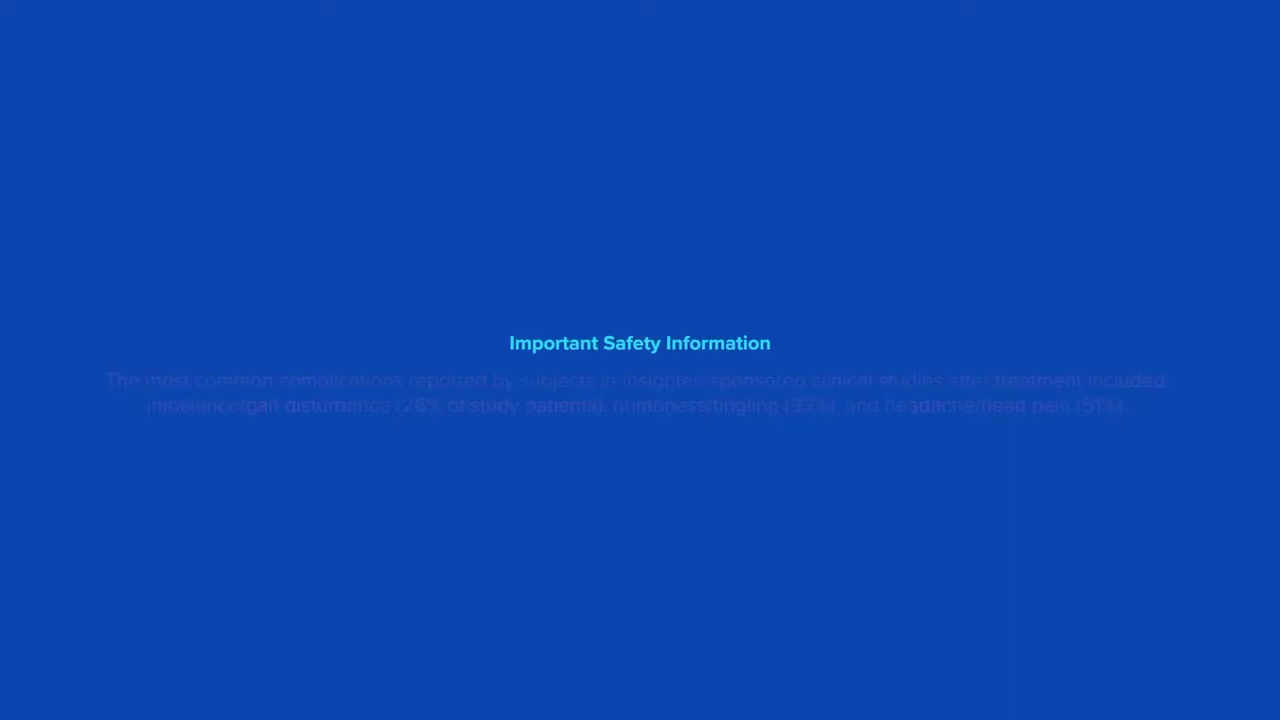 Important Safety Information
The most common complications reported by subjects in Insightec-sponsored clinical studies after treatment included
imbalance/gait disturbance (26% of study patients), numbness/tingling (33%), and headache/head pain (51%).